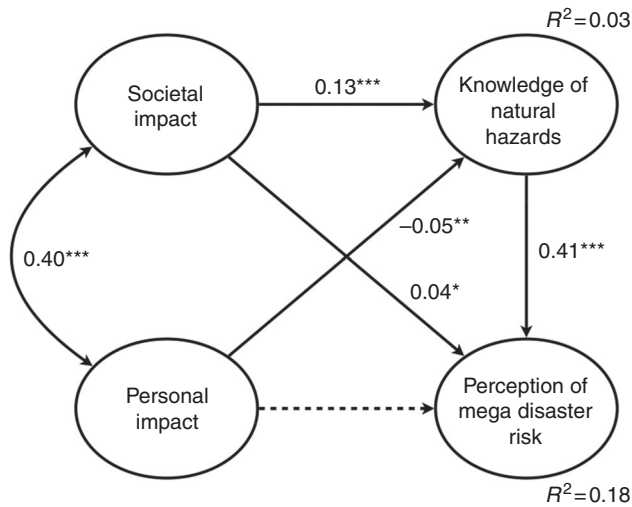 R²=0.03
Societal
impact
0.13***
Knowledge of
natural
hazards
0.40***
–0.05**
0.41***
0.04*
Personal
impact
Perception of
mega disaster
risk
R²=0.18